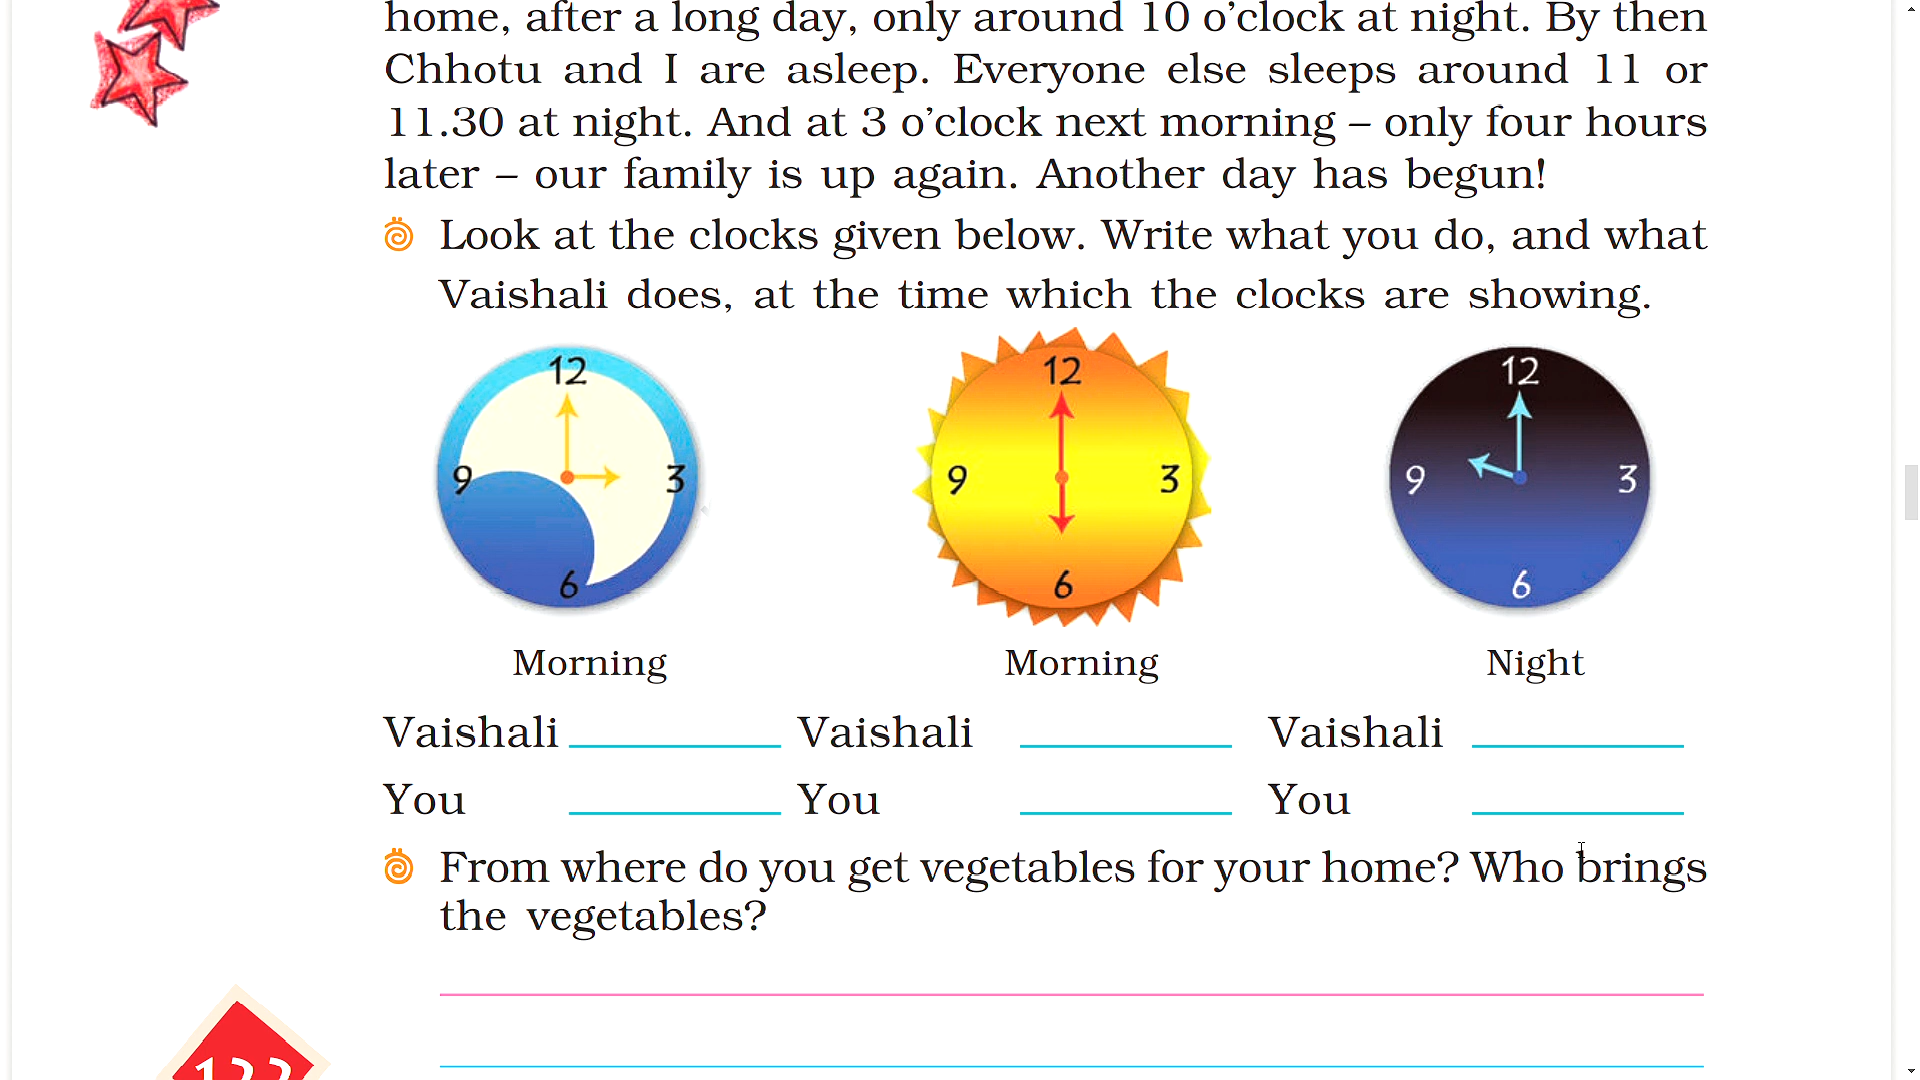 home, after a long day, only around 10 o’clock at night. By then
Chhotu and I are asleep. Everyone else sleeps around 11 or
11.30 at night. And at 3 o’clock next morning – only four hours
later – our family is up again. Another day has begun!
Look at the clocks given below. Write what you do, and what
Vaishali does, at the time which the clocks are showing.
12 12 12
9 3 9 3 9 3
6 6 6
Morning Morning Night
Vaishali Vaishali Vaishali
You You You
From where do you get vegetables for your home? Who brings
the vegetables?